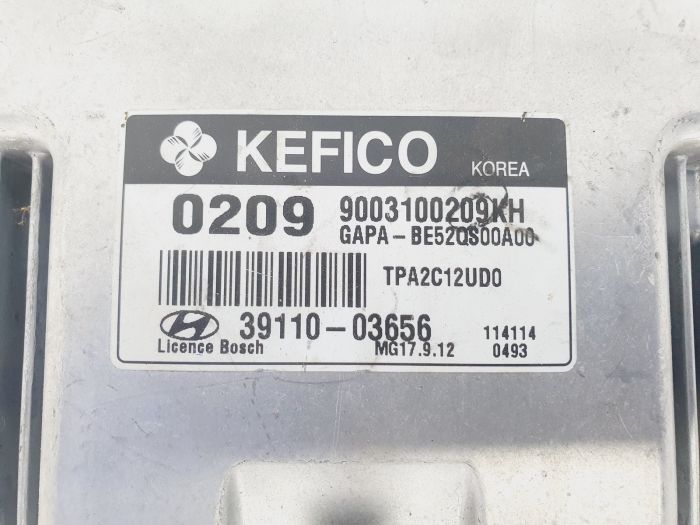 KEFICO KOREA
0209 9003100209KH
GAPA-BE52QS00A00
TPA2C12UD0
39110-03656 114114
Licence Bosch MG17.9.12 0493